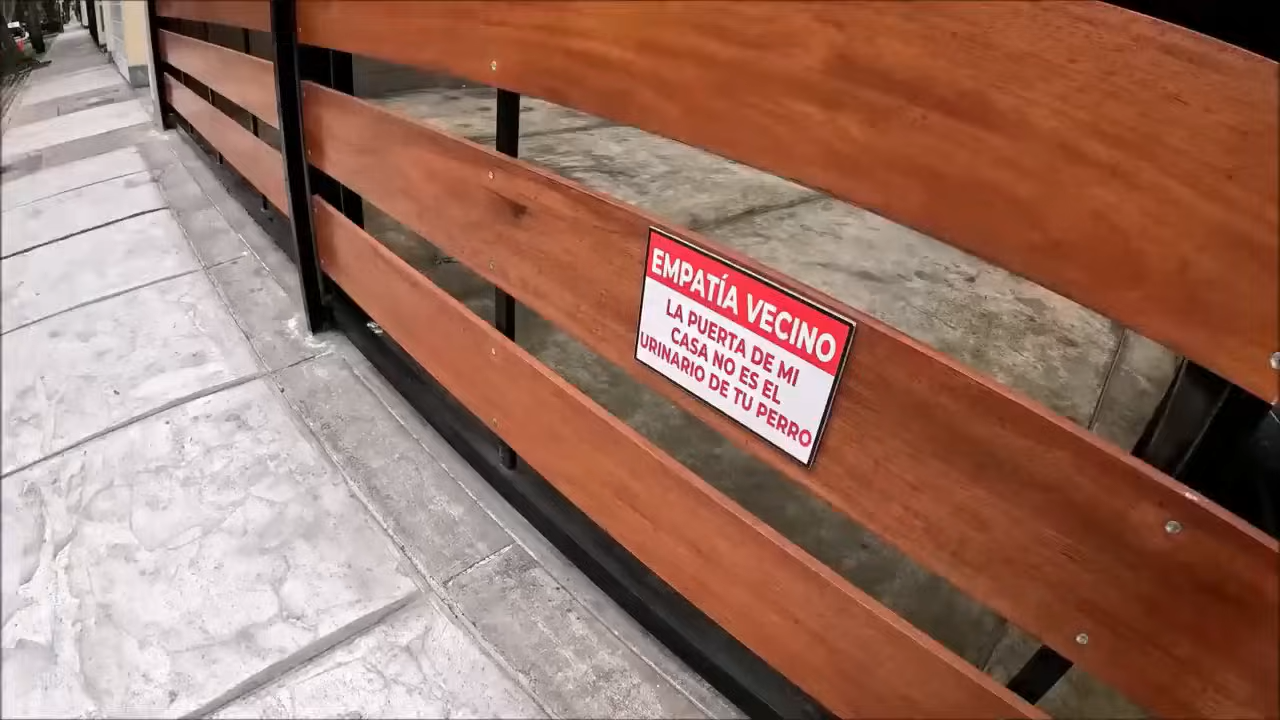 EMPATÍA VECINO
LA PUERTA DE MI
CASA NO ES EL
URINARIO DE TU PERRO